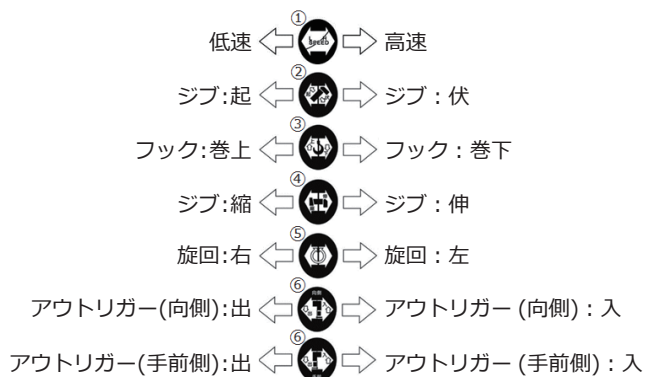 ①
低速 SPEED 高速
②
ジブ:起 ジブ：伏
③
フック:巻上 フック：巻下
④
ジブ:縮 ジブ：伸
⑤
旋回:右 旋回：左
⑥
アウトリガー(向側):出 アウトリガー (向側)：入
⑥
アウトリガー(手前側):出 アウトリガー (手前側)：入